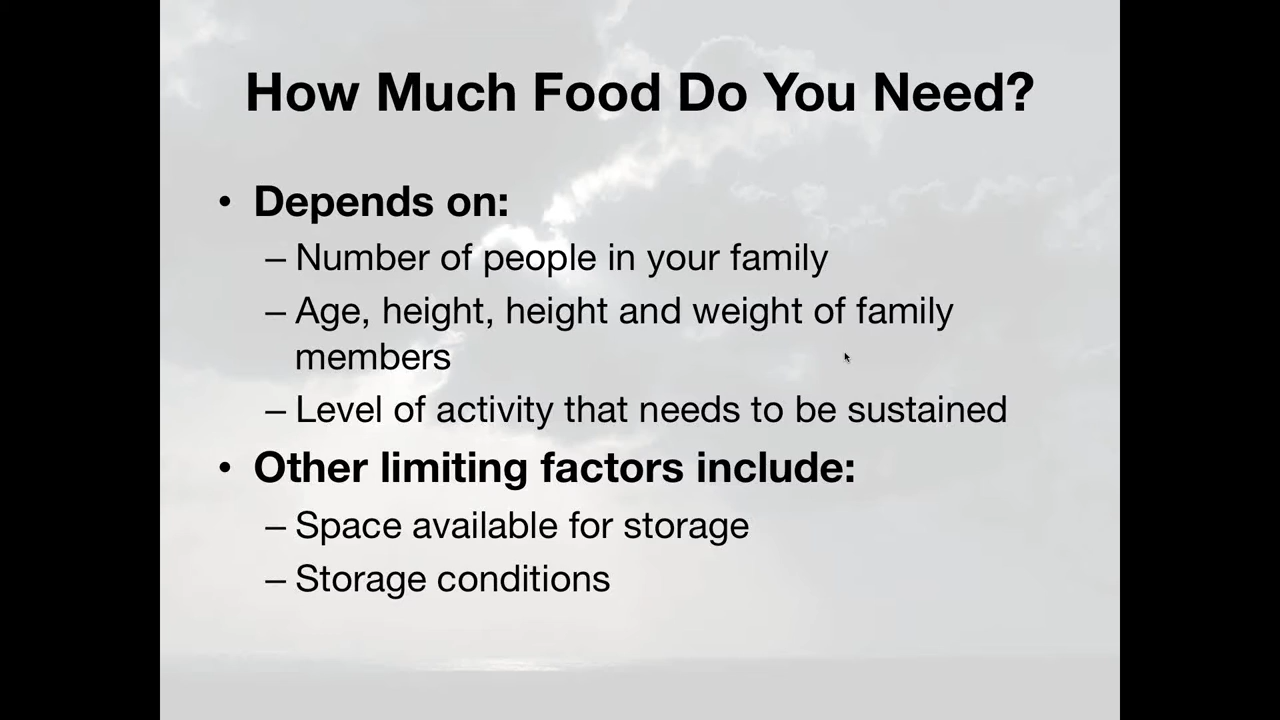 How Much Food Do You Need?
• Depends on:
– Number of people in your family
– Age, height, height and weight of family
members
– Level of activity that needs to be sustained
• Other limiting factors include:
– Space available for storage
– Storage conditions